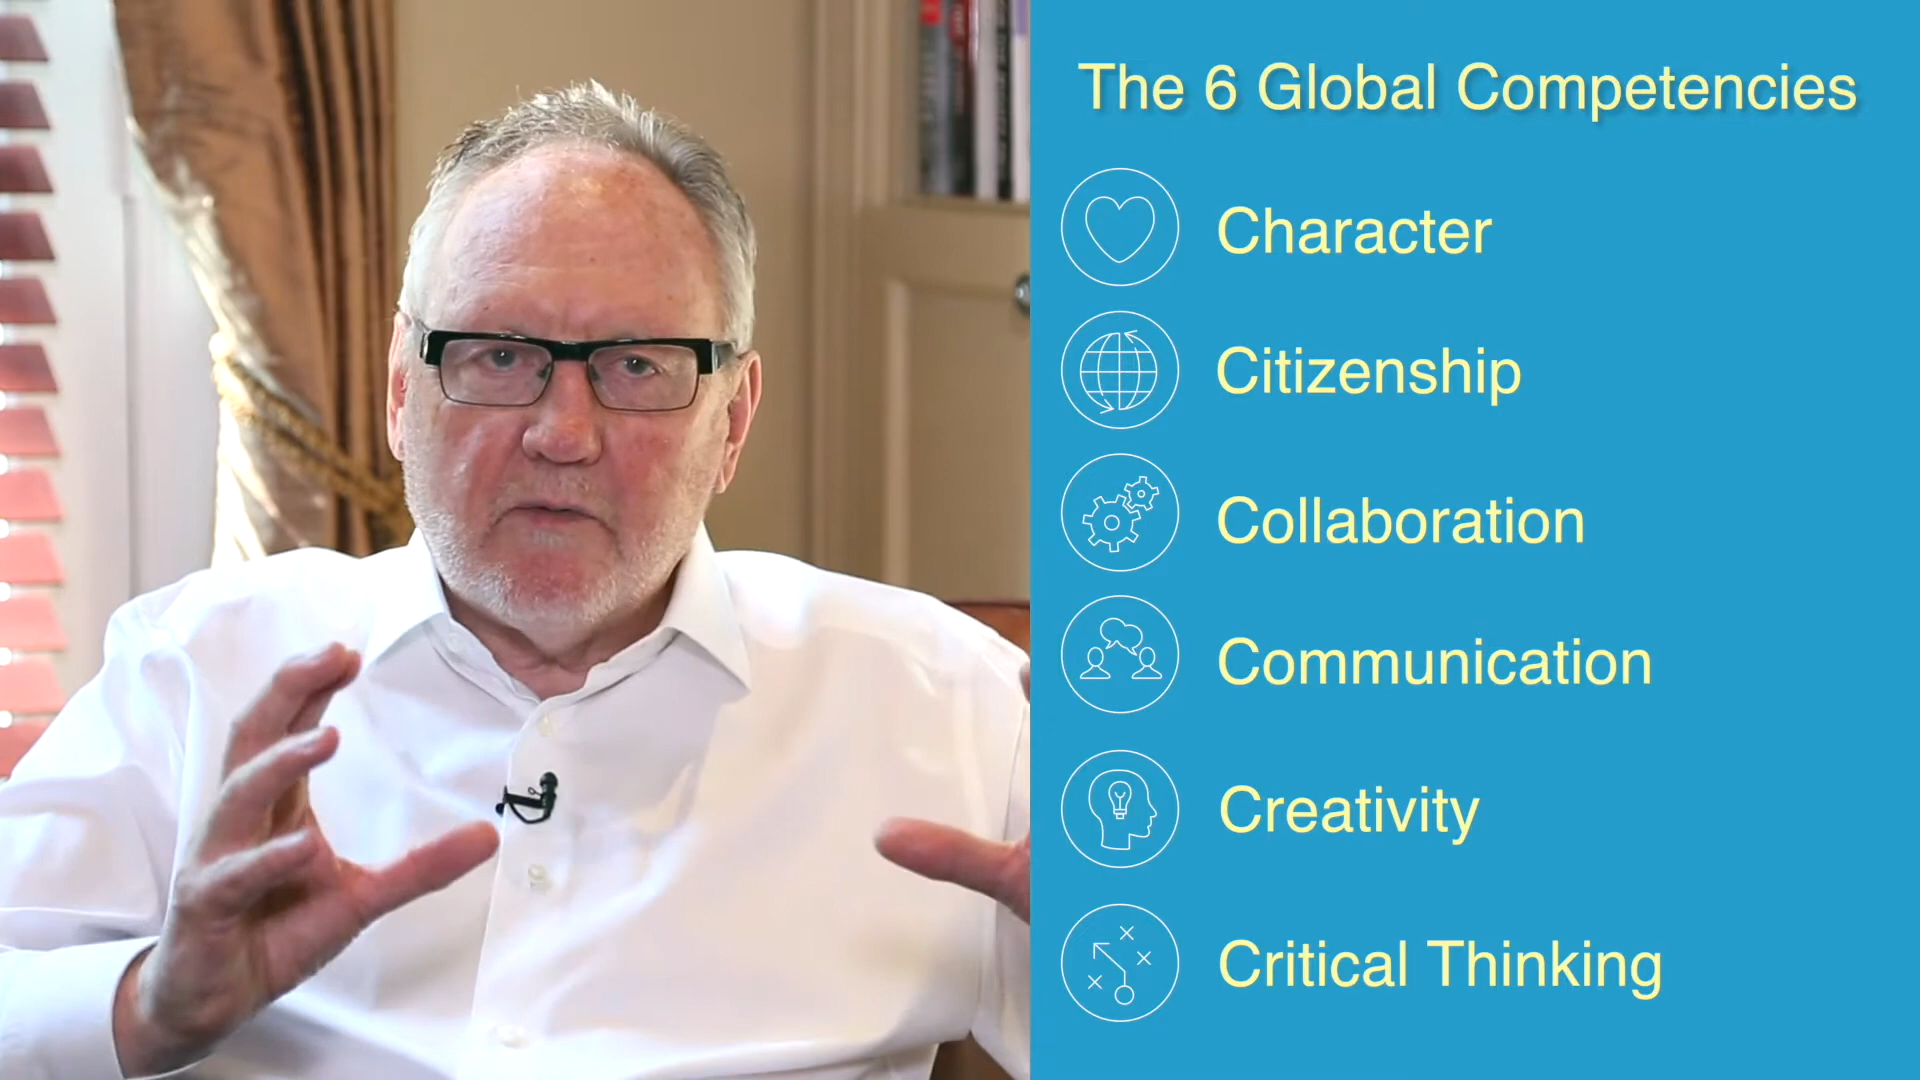 The 6 Global Competencies
Character
Citizenship
Collaboration
Communication
Creativity
Critical Thinking